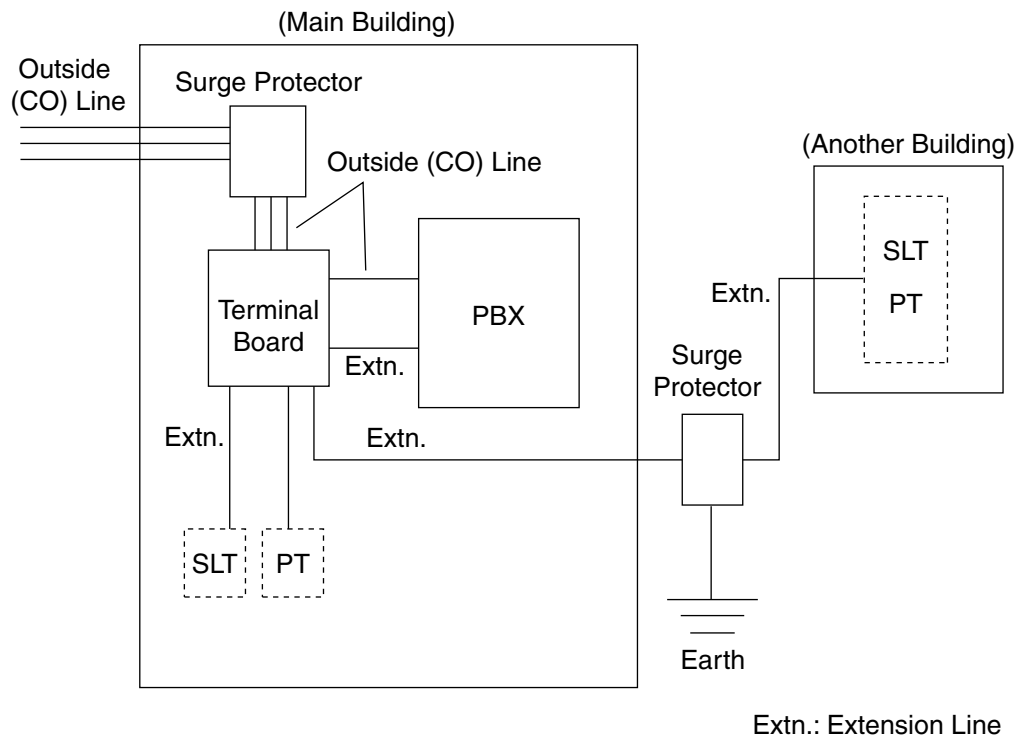 (Main Building)
Outside
(CO) Line
Surge Protector
Outside (CO) Line
(Another Building)
SLT
PT
Extn.
Terminal
Board
PBX
Extn.
Surge
Protector
Extn.
Extn.
SLT
PT
Earth
Extn.: Extension Line